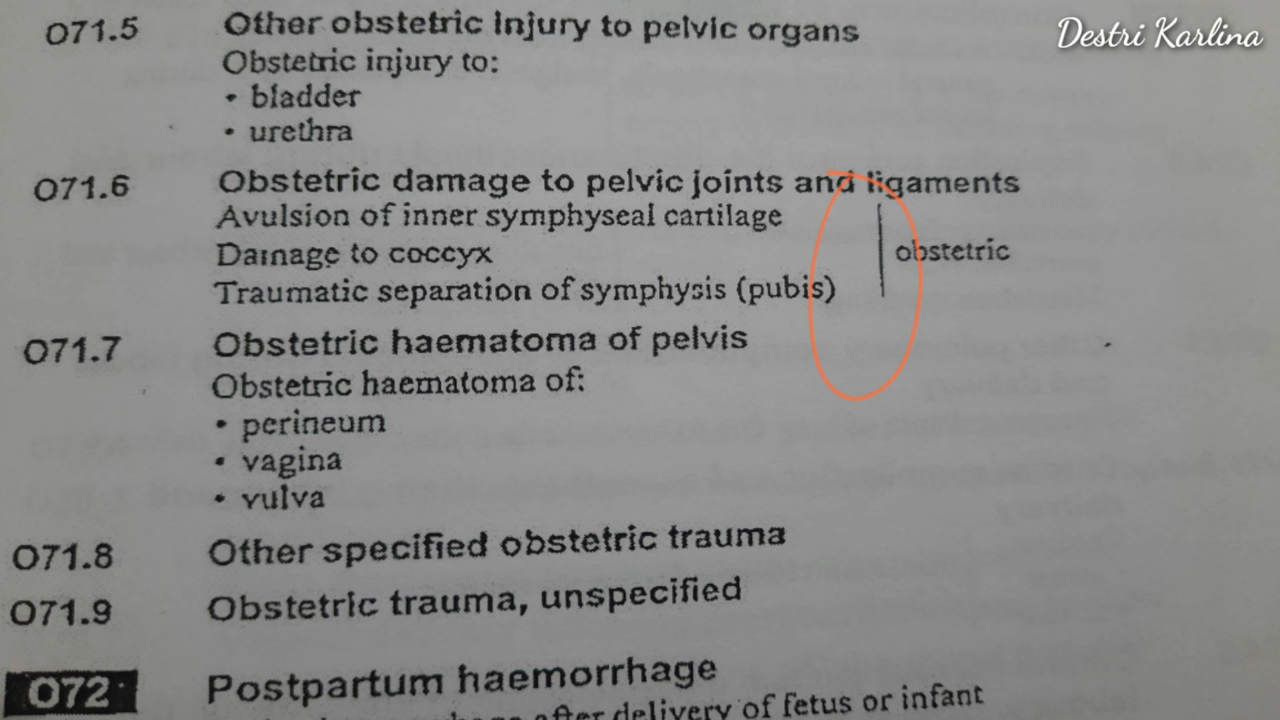 Destri Karlina
O71.5 Other obstetric injury to pelvic organs
Obstetric injury to:
• bladder
• urethra
O71.6 Obstetric damage to pelvic joints and ligaments
Avulsion of inner symphyseal cartilage
Damage to coccyx
obstetric
Traumatic separation of symphysis (pubis)
O71.7 Obstetric haematoma of pelvis
Obstetric haematoma of:
• perineum
• vagina
• vulva
O71.8 Other specified obstetric trauma
O71.9 Obstetric trauma, unspecified
O72 Postpartum haemorrhage
after delivery of fetus or infant